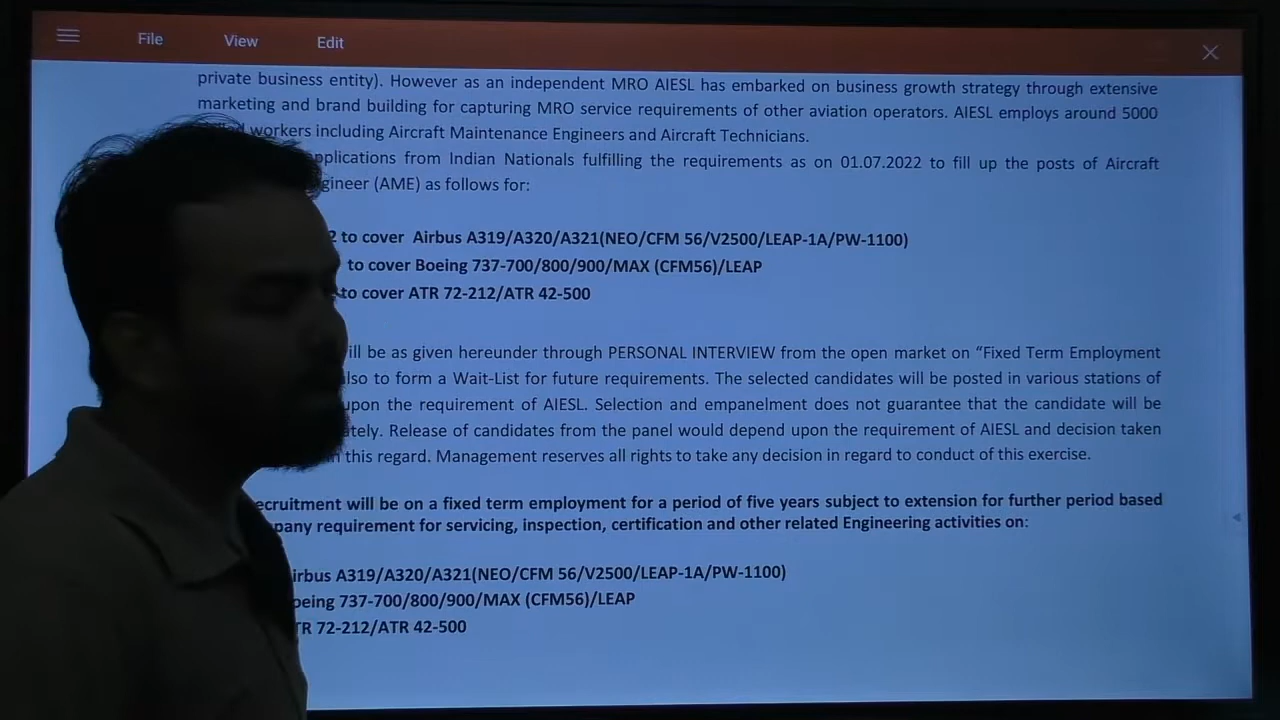 File View Edit
private business entity). However as an independent MRO AIESL has embarked on business growth strategy through extensive
marketing and brand building for capturing MRO service requirements of other aviation operators. AIESL employs around 5000
workers including Aircraft Maintenance Engineers and Aircraft Technicians.
from Indian Nationals fulfilling the requirements as on 01.07.2022 to fill up the posts of Aircraft
(AME) as follows for:
to cover Airbus A319/A320/A321(NEO/CFM 56/V2500/LEAP-1A/PW-1100)
to cover Boeing 737-700/800/900/MAX (CFM56)/LEAP
to cover ATR 72-212/ATR 42-500
be as given hereunder through PERSONAL INTERVIEW from the open market on “Fixed Term Employment
to form a Wait-List for future requirements. The selected candidates will be posted in various stations of
upon the requirement of AIESL. Selection and empanelment does not guarantee that the candidate will be
Release of candidates from the panel would depend upon the requirement of AIESL and decision taken
this regard. Management reserves all rights to take any decision in regard to conduct of this exercise.
will be on a fixed term employment for a period of five years subject to extension for further period based
requirement for servicing, inspection, certification and other related Engineering activities on:
A319/A320/A321(NEO/CFM 56/V2500/LEAP-1A/PW-1100)
737-700/800/900/MAX (CFM56)/LEAP
72-212/ATR 42-500